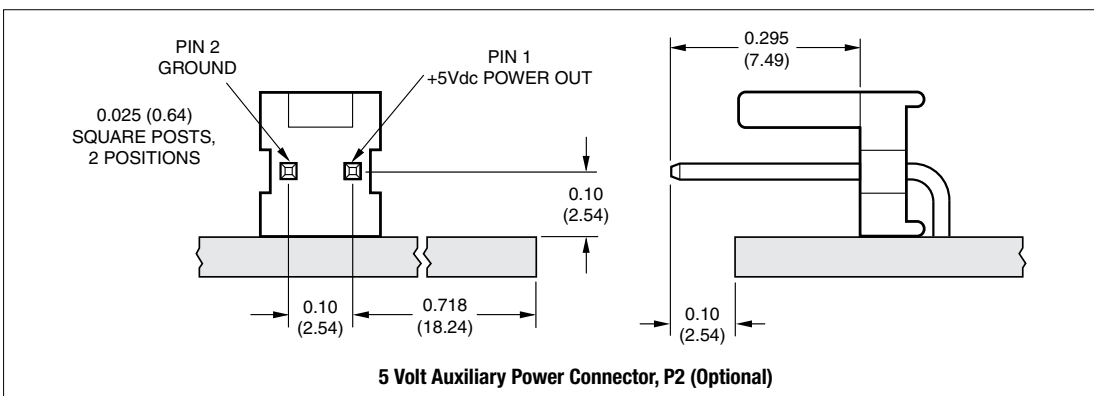 PIN 2
GROUND
PIN 1
+5Vdc POWER OUT
0.025 (0.64)
SQUARE POSTS,
2 POSITIONS
0.10
(2.54)
0.10
(2.54)
0.718
(18.24)
0.295
(7.49)
0.10
(2.54)
5 Volt Auxiliary Power Connector, P2 (Optional)